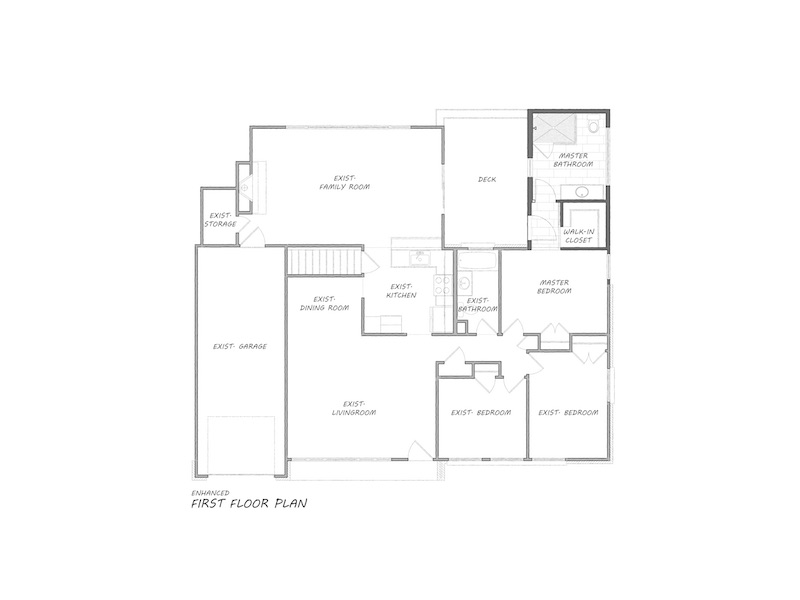 MASTER
BATHROOM
EXIST-
FAMILY ROOM
DECK
EXIST-
STORAGE
WALK-IN
CLOSET
EXIST-
KITCHEN
MASTER
BEDROOM
EXIST-
DINING ROOM
EXIST-
BATHROOM
EXIST- GARAGE
EXIST-
LIVINGROOM
EXIST- BEDROOM
EXIST- BEDROOM
ENHANCED
FIRST FLOOR PLAN